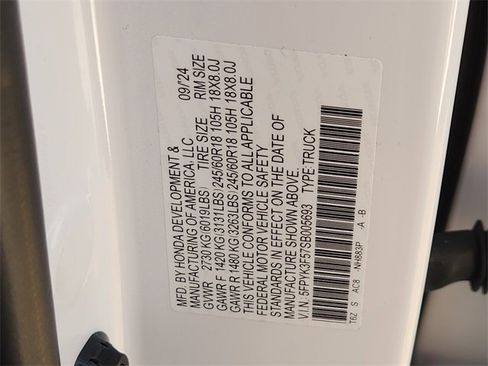 MFD. BY HONDA DEVELOPMENT & 09/24
MANUFACTURING OF AMERICA, LLC
TIRE SIZE RIM SIZE
GVWR 2730 KG(6019LBS)
GAWR F 1420 KG(3131LBS) 245/60R18 105H 18X8.0J
GAWR R 1480 KG(3263LBS) 245/60R18 105H 18X8.0J
THIS VEHICLE CONFORMS TO ALL APPLICABLE
FEDERAL MOTOR VEHICLE SAFETY
STANDARDS IN EFFECT ON THE DATE OF
MANUFACTURE SHOWN ABOVE.
V.I.N.: 5FPYK3F57SB005693 TYPE:TRUCK
T6Z S AC8 -NH883P -A -B